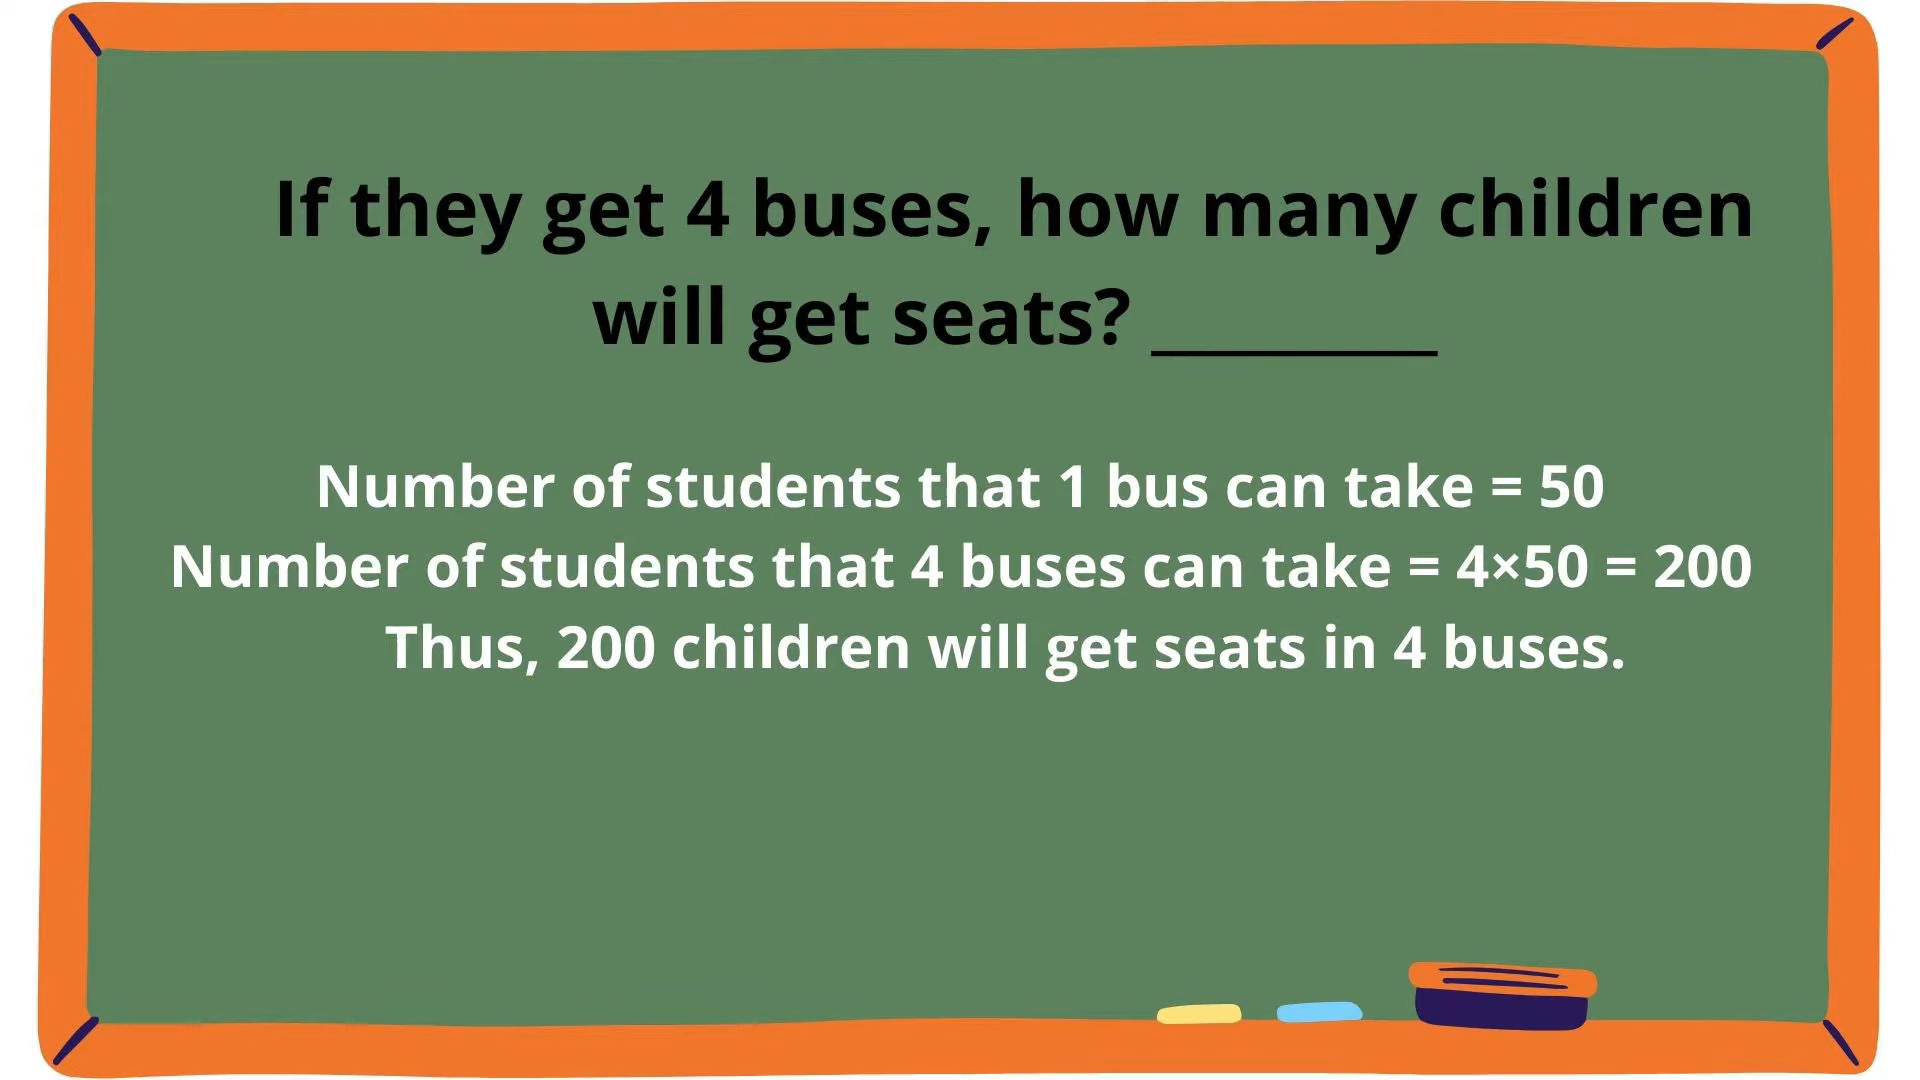 If they get 4 buses, how many children
will get seats? ________
Number of students that 1 bus can take = 50
Number of students that 4 buses can take = 4×50 = 200
Thus, 200 children will get seats in 4 buses.